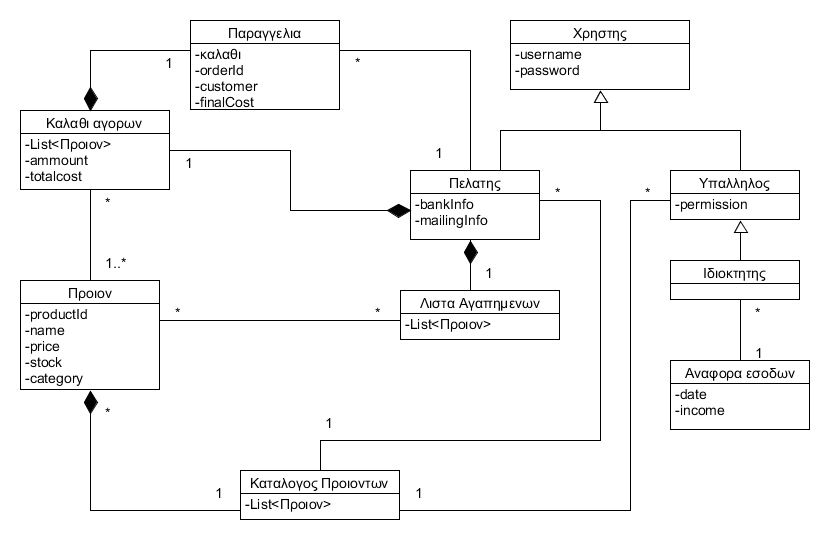 Παραγγελια
-καλαθι
-orderId
-customer
-finalCost
Χρηστης
-username
-password
1
*
Καλαθι αγορων
-List<Προιον>
-ammount
-totalcost
1
1
Πελατης
-bankInfo
-mailingInfo
*
*
Υπαλληλος
-permission
*
1..*
1
Ιδιοκτητης
Προιον
-productId
-name
-price
-stock
-category
*
*
Λιστα Αγαπημενων
-List<Προιον>
*
1
Αναφορα εσοδων
-date
-income
*
1
Καταλογος Προιοντων
-List<Προιον>
1
1